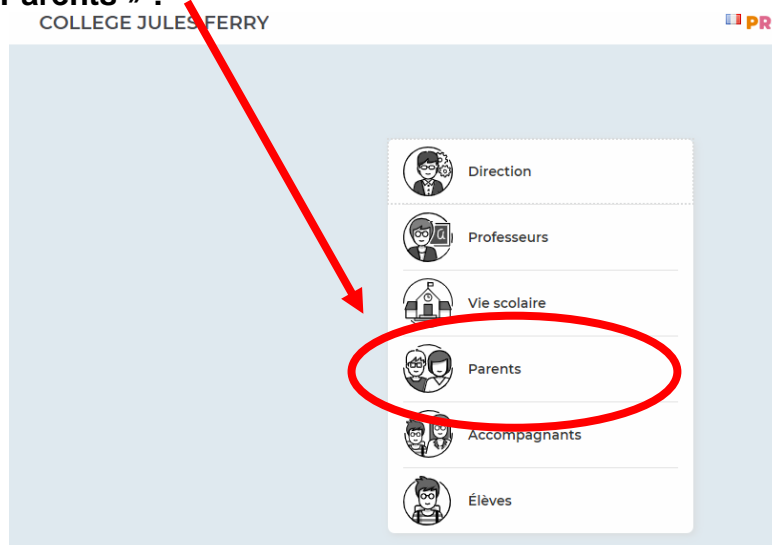 Parents » :
COLLEGE JULES FERRY
PR
Direction
Professeurs
Vie scolaire
Parents
Accompagnants
Élèves